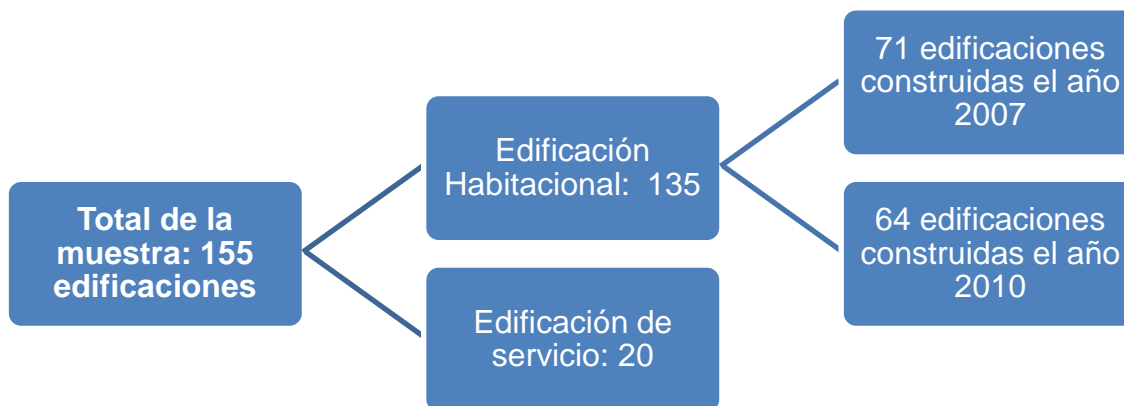 Total de la
muestra: 155
edificaciones
Edificación
Habitacional: 135
Edificación de
servicio: 20
71 edificaciones
construidas el año
2007
64 edificaciones
construidas el año
2010